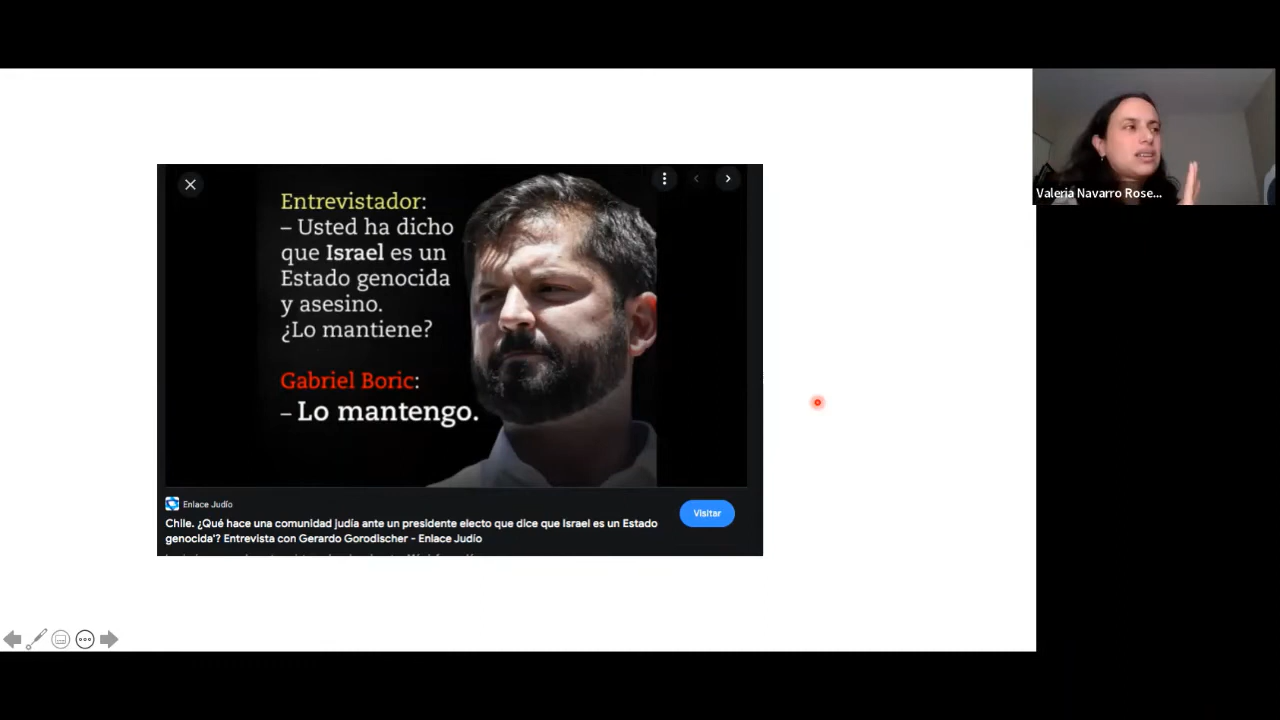 Entrevistador:
– Usted ha dicho
que Israel es un
Estado genocida
y asesino.
¿Lo mantiene?
Gabriel Boric:
– Lo mantengo.
Enlace Judío
Chile. ¿Qué hace una comunidad judía ante un presidente electo que dice que Israel es un Estado
genocida'? Entrevista con Gerardo Gorodischer - Enlace Judío
Visitar
Valeria Navarro Rose...